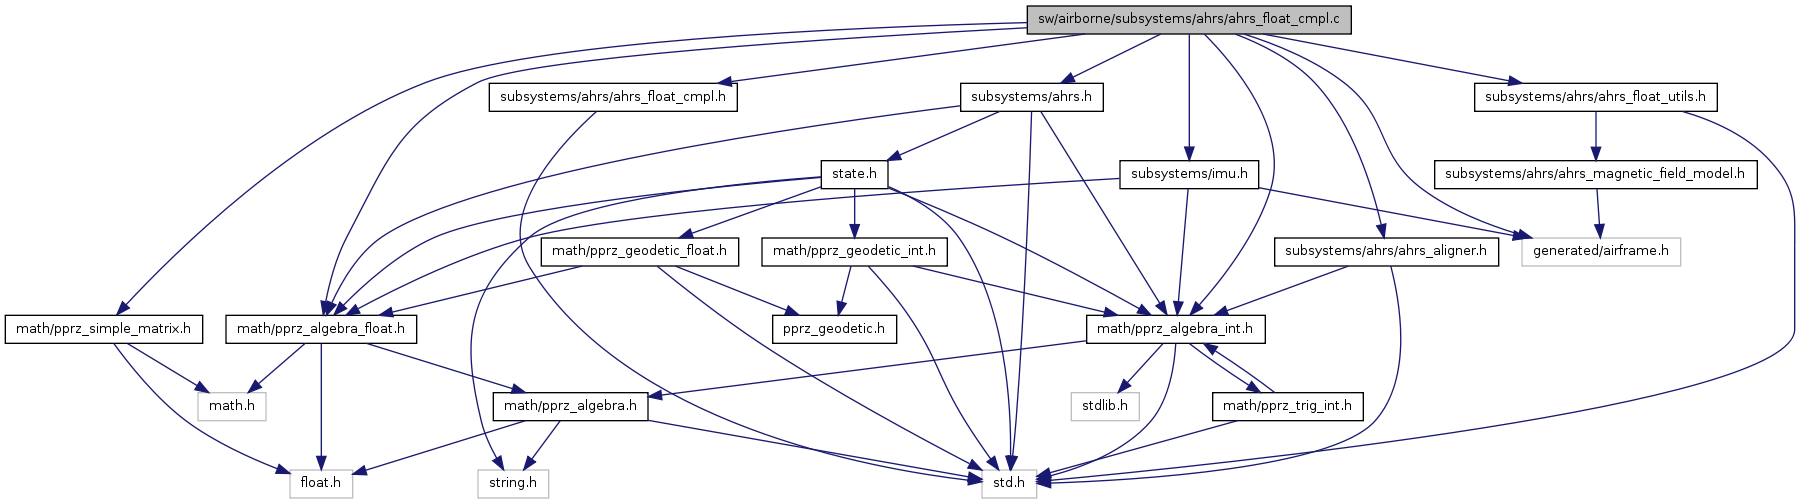 sw/airborne/subsystems/ahrs/ahrs_float_cmpl.c
subsystems/ahrs/ahrs_float_cmpl.h
subsystems/ahrs.h
subsystems/ahrs/ahrs_float_utils.h
state.h
subsystems/imu.h
subsystems/ahrs/ahrs_magnetic_field_model.h
math/pprz_geodetic_float.h
math/pprz_geodetic_int.h
subsystems/ahrs/ahrs_aligner.h
generated/airframe.h
math/pprz_simple_matrix.h
math/pprz_algebra_float.h
pprz_geodetic.h
math/pprz_algebra_int.h
math.h
math/pprz_algebra.h
stdlib.h
math/pprz_trig_int.h
float.h
string.h
std.h